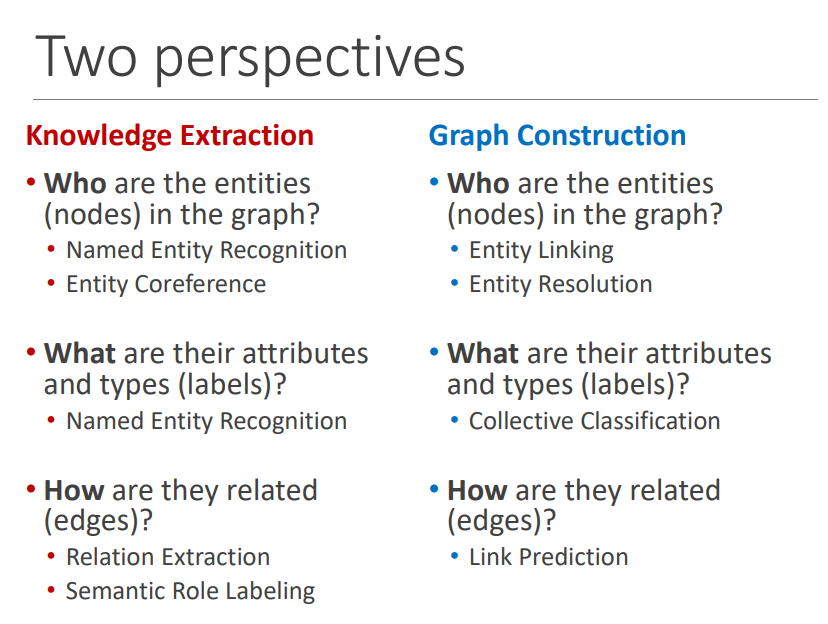 Two perspectives
Knowledge Extraction
• Who are the entities
(nodes) in the graph?
• Named Entity Recognition
• Entity Coreference
• What are their attributes
and types (labels)?
• Named Entity Recognition
• How are they related
(edges)?
• Relation Extraction
• Semantic Role Labeling
Graph Construction
• Who are the entities
(nodes) in the graph?
• Entity Linking
• Entity Resolution
• What are their attributes
and types (labels)?
• Collective Classification
• How are they related
(edges)?
• Link Prediction